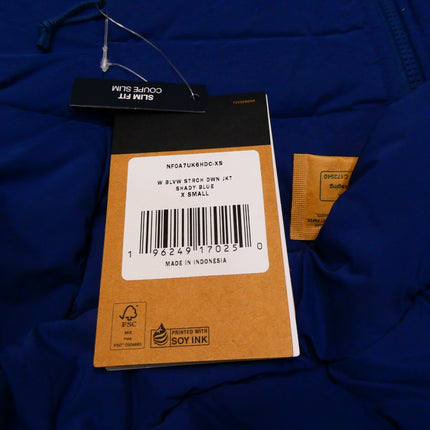 SLIM FIT
COUPE SLIM
NF0A7UK6HDC-XS
W BLVW STRCH DWN JKT
SHADY BLUE
X SMALL
1 96249 17025 0
MADE IN INDONESIA
FSC
MIX
PRINTED WITH
SOY INK
C 172540